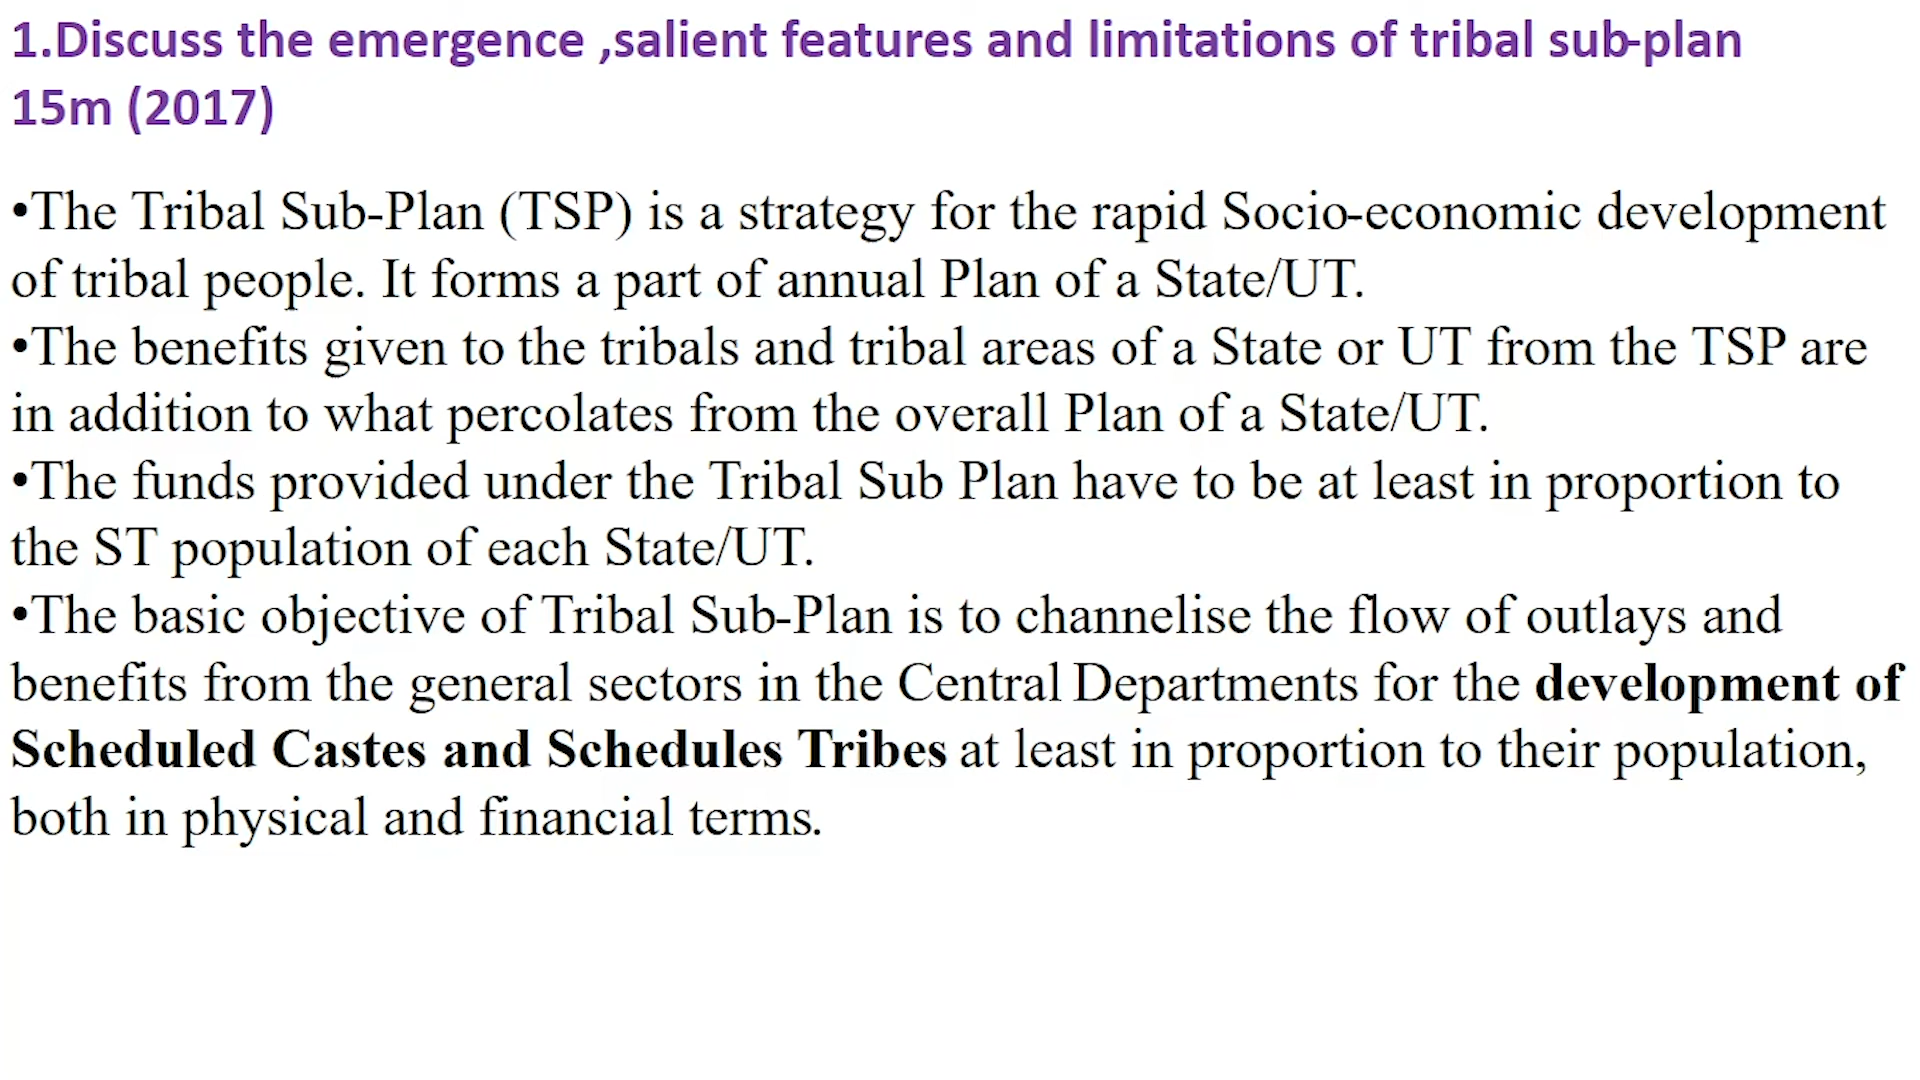 1.Discuss the emergence ,salient features and limitations of tribal sub-plan
15m (2017)
•The Tribal Sub-Plan (TSP) is a strategy for the rapid Socio-economic development
of tribal people. It forms a part of annual Plan of a State/UT.
•The benefits given to the tribals and tribal areas of a State or UT from the TSP are
in addition to what percolates from the overall Plan of a State/UT.
•The funds provided under the Tribal Sub Plan have to be at least in proportion to
the ST population of each State/UT.
•The basic objective of Tribal Sub-Plan is to channelise the flow of outlays and
benefits from the general sectors in the Central Departments for the development of
Scheduled Castes and Schedules Tribes at least in proportion to their population,
both in physical and financial terms.